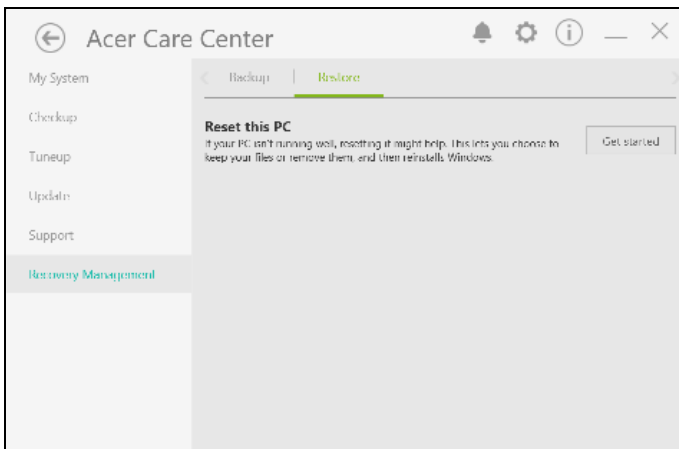 Acer Care Center
My System
Checkup
Tuneup
Update
Support
Recovery Management
Backup | Restore
Reset this PC
If your PC isn't running well, resetting it might help. This lets you choose to
keep your files or remove them, and then reinstalls Windows.
Get started